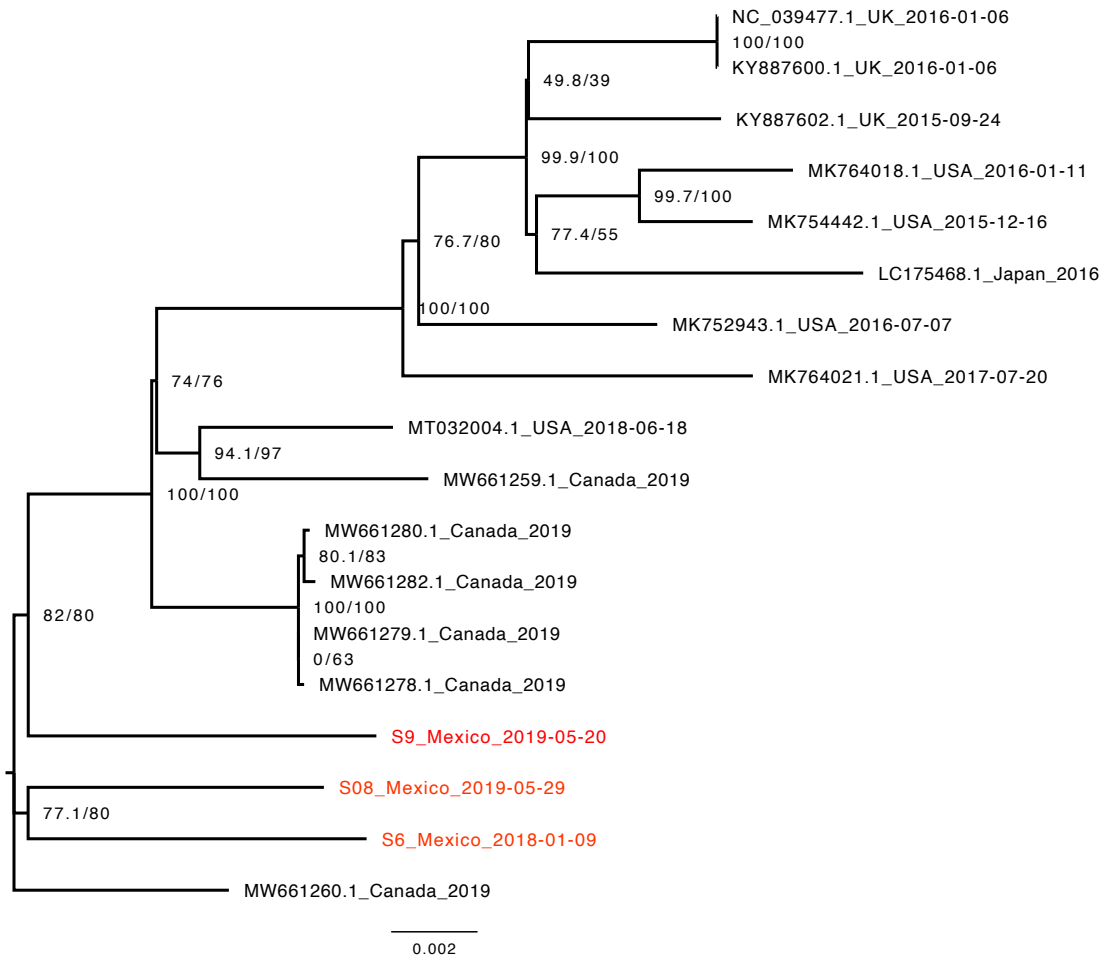 NC_039477.1_UK_2016-01-06
100/100
KY887600.1_UK_2016-01-06
49.8/39
KY887602.1_UK_2015-09-24
99.9/100
MK764018.1_USA_2016-01-11
99.7/100
MK754442.1_USA_2015-12-16
77.4/55
76.7/80
LC175468.1_Japan_2016
100/100
MK752943.1_USA_2016-07-07
MK764021.1_USA_2017-07-20
74/76
MT032004.1_USA_2018-06-18
94.1/97
MW661259.1_Canada_2019
100/100
MW661280.1_Canada_2019
80.1/83
MW661282.1_Canada_2019
100/100
82/80
MW661279.1_Canada_2019
0/63
MW661278.1_Canada_2019
S9_Mexico_2019-05-20
S08_Mexico_2019-05-29
77.1/80
S6_Mexico_2018-01-09
MW661260.1_Canada_2019
0.002